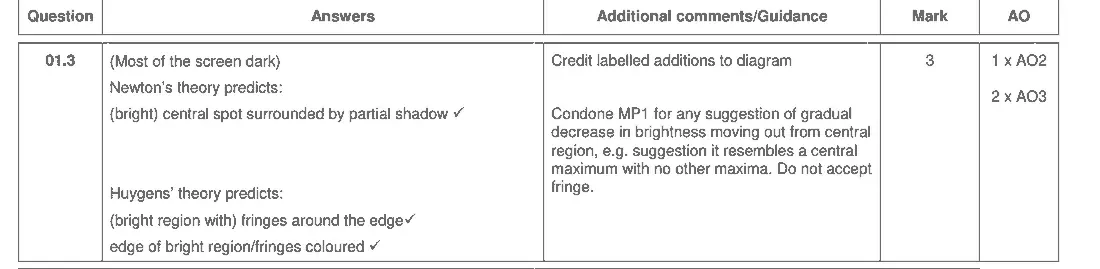 Question Answers Additional comments/Guidance Mark AO
01.3 (Most of the screen dark) Credit labelled additions to diagram 3 1 x AO2
Newton's theory predicts: 2 x AO3
(bright) central spot surrounded by partial shadow ✓ Condone MP1 for any suggestion of gradual
decrease in brightness moving out from central
region, e.g. suggestion it resembles a central
maximum with no other maxima. Do not accept
fringe.
Huygens' theory predicts:
(bright region with) fringes around the edge✓
edge of bright region/fringes coloured ✓